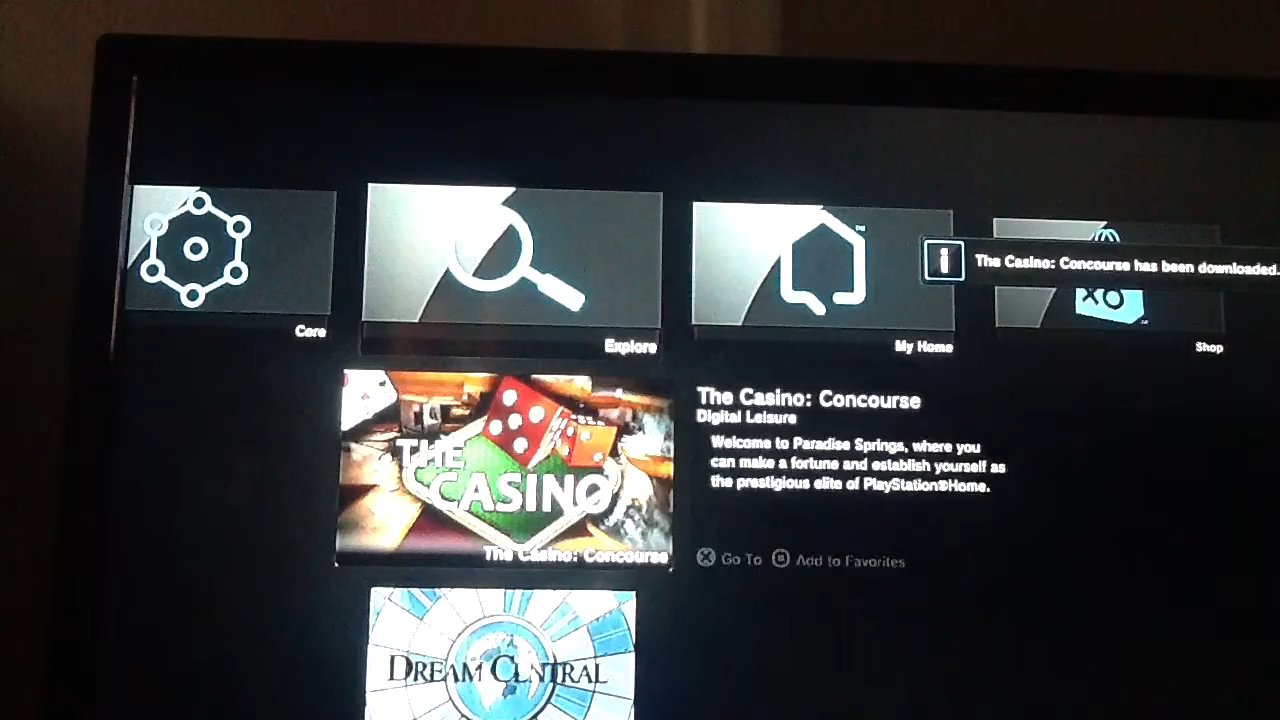 Core
Explore
My Home
TM
The Casino: Concourse has been downloaded.
XO
Shop
THE
CASINO
The Casino: Concourse
The Casino: Concourse
Digital Leisure
Welcome to Paradise Springs, where you
can make a fortune and establish yourself as
the prestigious elite of PlayStation®Home.
Go To Add to Favorites
DREAM CENTRAL